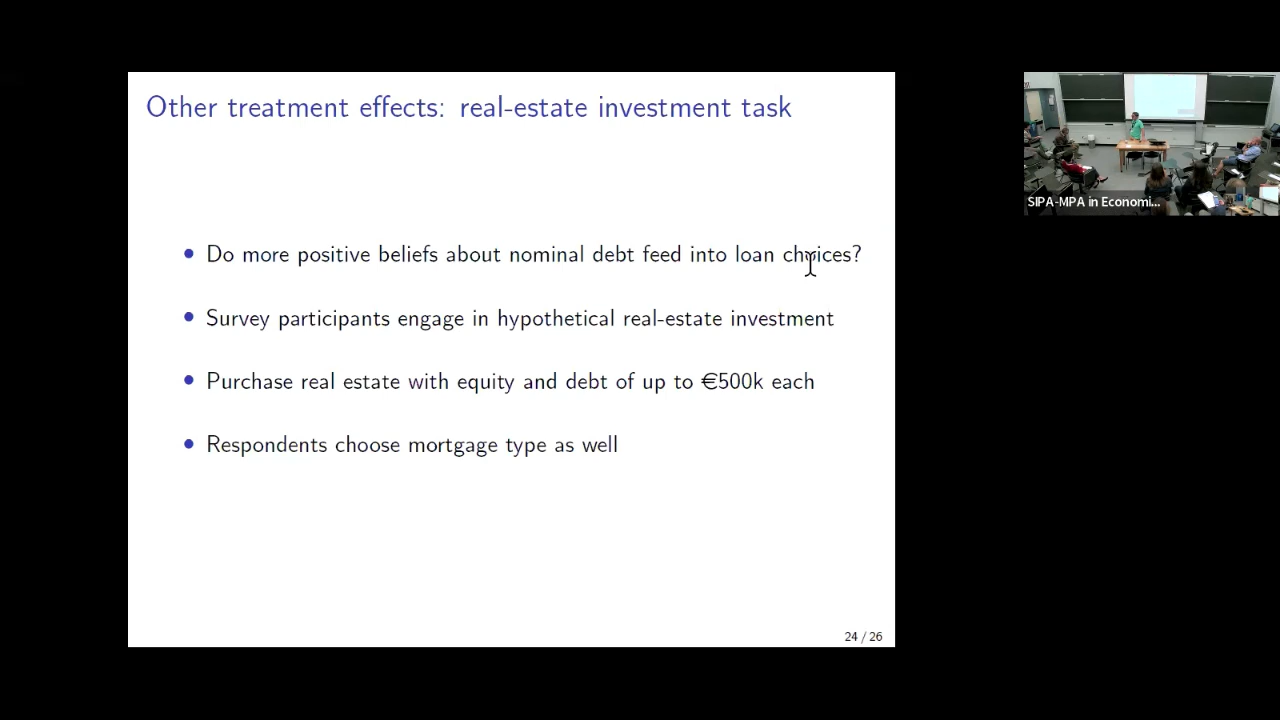 Other treatment effects: real-estate investment task
• Do more positive beliefs about nominal debt feed into loan choices?
• Survey participants engage in hypothetical real-estate investment
• Purchase real estate with equity and debt of up to €500k each
• Respondents choose mortgage type as well
24 / 26
SIPA-MPA in Economi...